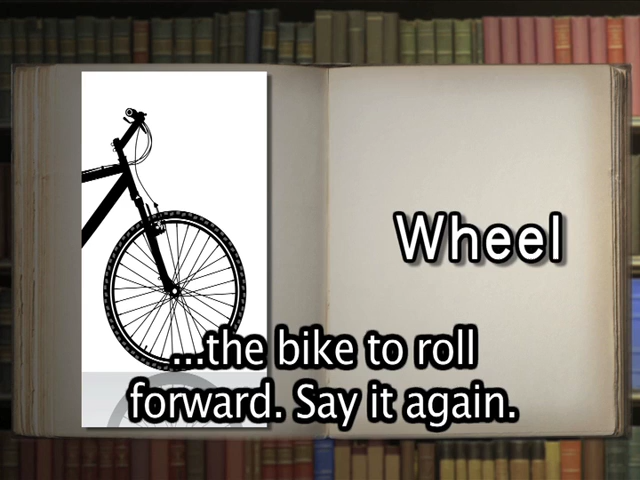 Wheel
...the bike to roll
forward. Say it again.